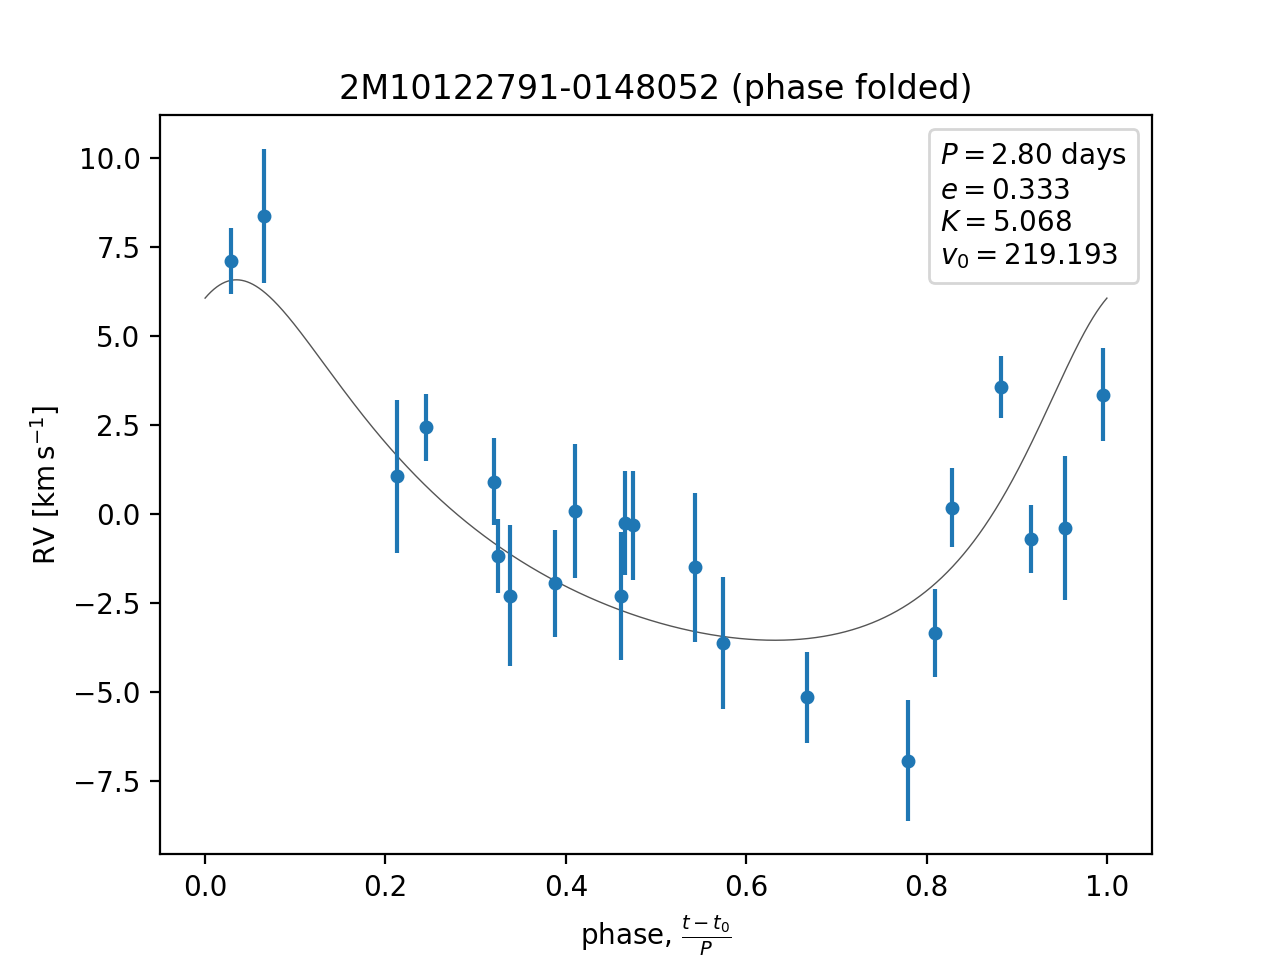 2M10122791-0148052 (phase folded)
P = 2.80 days
e = 0.333
K = 5.068
v₀ = 219.193
RV [km s⁻¹]
10.0
7.5
5.0
2.5
0.0
−2.5
−5.0
−7.5
0.0 0.2 0.4 0.6 0.8 1.0
phase, (t − t₀)/P